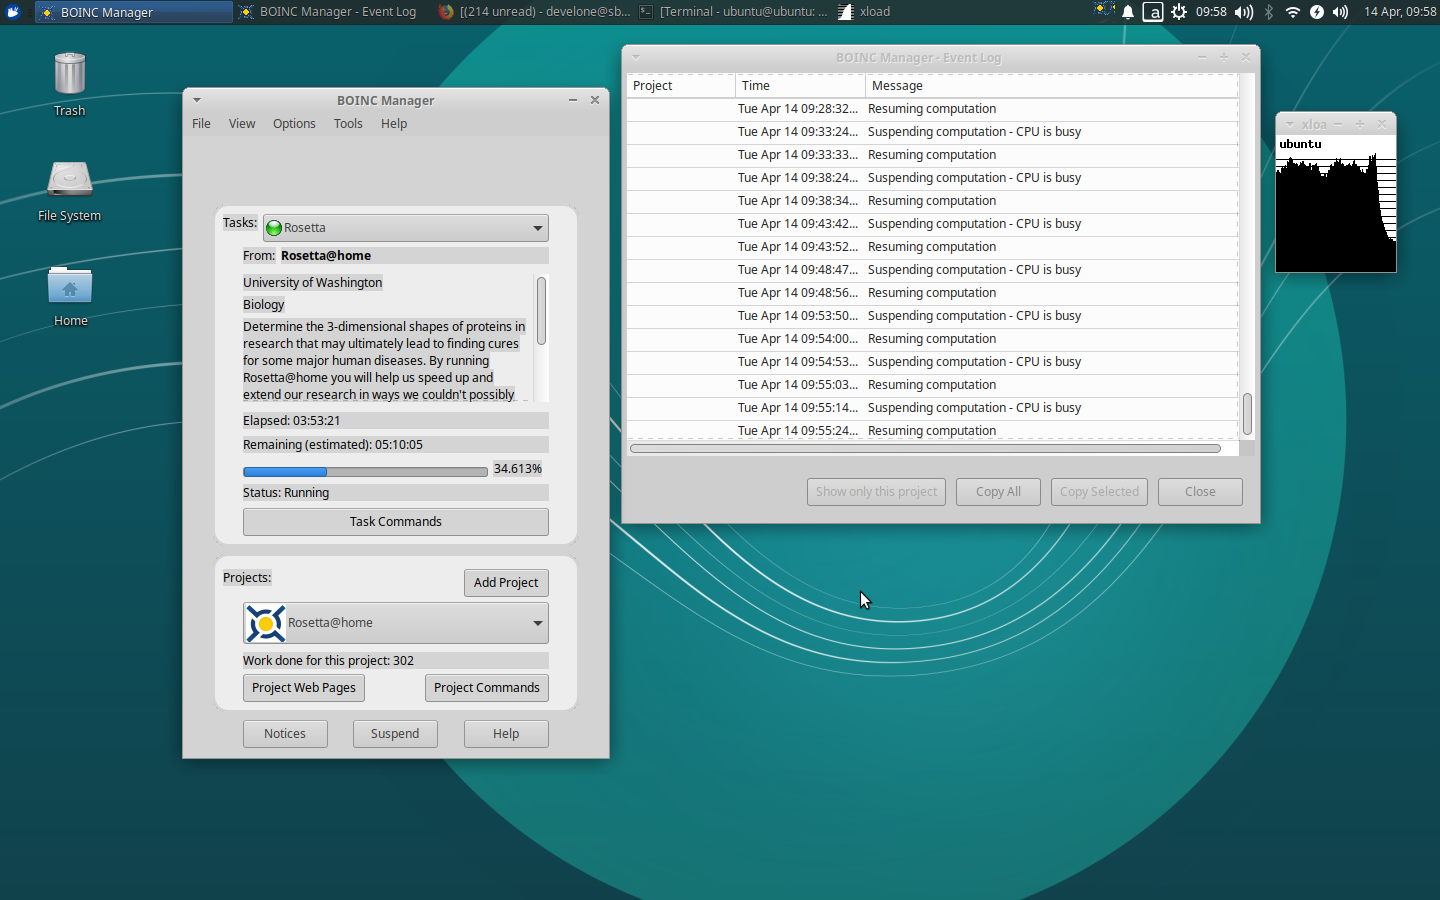 BOINC Manager
BOINC Manager - Event Log
[(214 unread) - develone@sb...
[Terminal - ubuntu@ubuntu: ...
xload
a
09:58
14 Apr, 09:58
Trash
File System
Home
BOINC Manager
File View Options Tools Help
Tasks: Rosetta
From: Rosetta@home
University of Washington
Biology
Determine the 3-dimensional shapes of proteins in
research that may ultimately lead to finding cures
for some major human diseases. By running
Rosetta@home you will help us speed up and
extend our research in ways we couldn't possibly
Elapsed: 03:53:21
Remaining (estimated): 05:10:05
34.613%
Status: Running
Task Commands
Projects:
Add Project
Rosetta@home
Work done for this project: 302
Project Web Pages Project Commands
Notices Suspend Help
BOINC Manager - Event Log
Project Time Message
Tue Apr 14 09:28:32... Resuming computation
Tue Apr 14 09:33:24... Suspending computation - CPU is busy
Tue Apr 14 09:33:33... Resuming computation
Tue Apr 14 09:38:24... Suspending computation - CPU is busy
Tue Apr 14 09:38:34... Resuming computation
Tue Apr 14 09:43:42... Suspending computation - CPU is busy
Tue Apr 14 09:43:52... Resuming computation
Tue Apr 14 09:48:47... Suspending computation - CPU is busy
Tue Apr 14 09:48:56... Resuming computation
Tue Apr 14 09:53:50... Suspending computation - CPU is busy
Tue Apr 14 09:54:00... Resuming computation
Tue Apr 14 09:54:53... Suspending computation - CPU is busy
Tue Apr 14 09:55:03... Resuming computation
Tue Apr 14 09:55:14... Suspending computation - CPU is busy
Tue Apr 14 09:55:24... Resuming computation
Show only this project Copy All Copy Selected Close
xloa
ubuntu